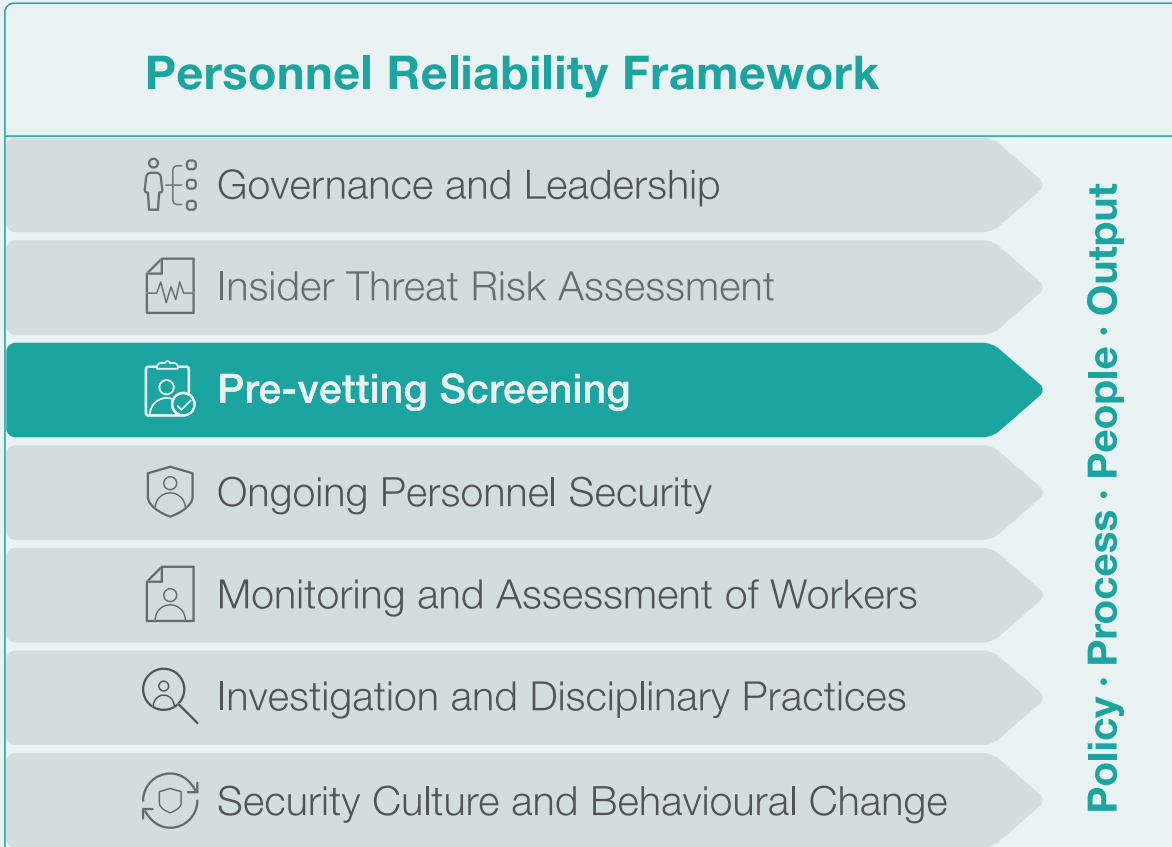 Personnel Reliability Framework
Governance and Leadership
Insider Threat Risk Assessment
Pre-vetting Screening
Ongoing Personnel Security
Monitoring and Assessment of Workers
Investigation and Disciplinary Practices
Security Culture and Behavioural Change
Policy · Process · People · Output